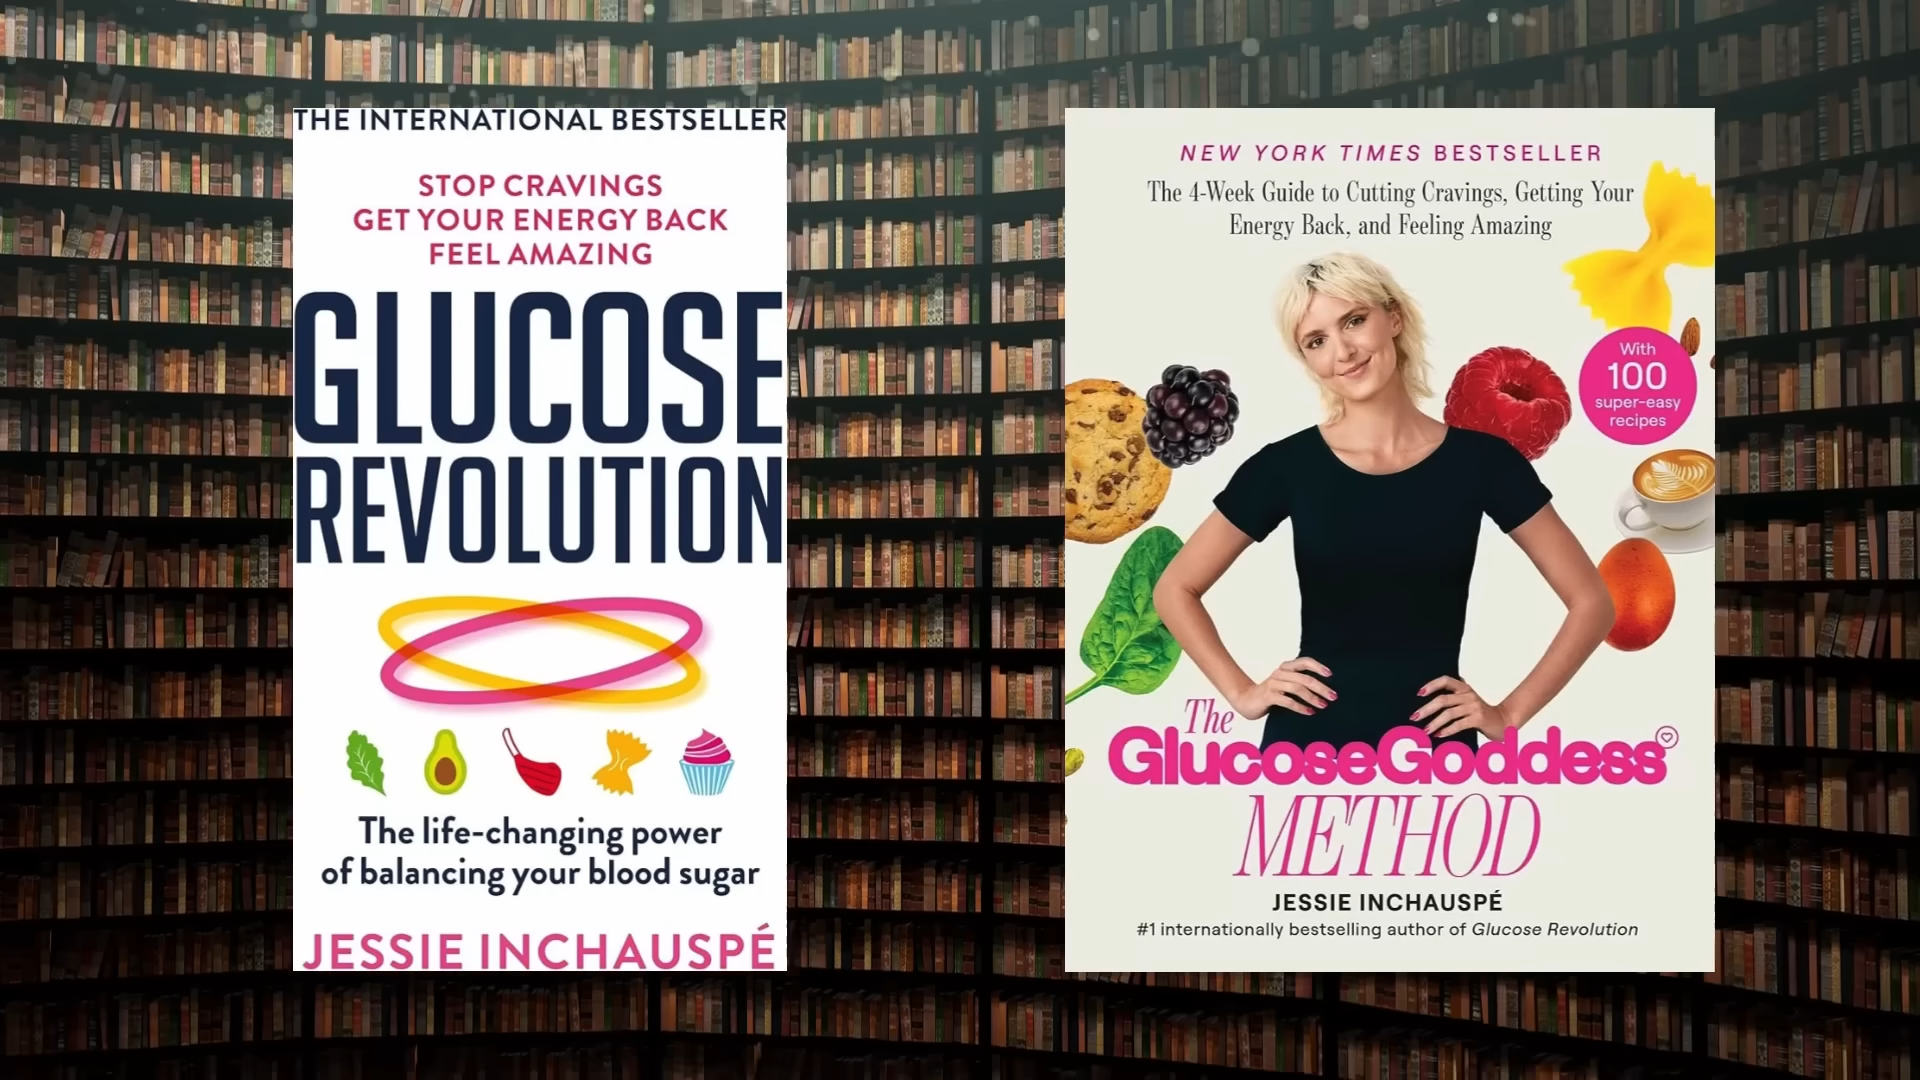 THE INTERNATIONAL BESTSELLER
STOP CRAVINGS
GET YOUR ENERGY BACK
FEEL AMAZING
GLUCOSE
REVOLUTION
The life-changing power
of balancing your blood sugar
JESSIE INCHAUSPÉ
NEW YORK TIMES BESTSELLER
The 4-Week Guide to Cutting Cravings, Getting Your
Energy Back, and Feeling Amazing
With
100
super-easy
recipes
The
GlucoseGoddess
METHOD
JESSIE INCHAUSPÉ
#1 internationally bestselling author of Glucose Revolution